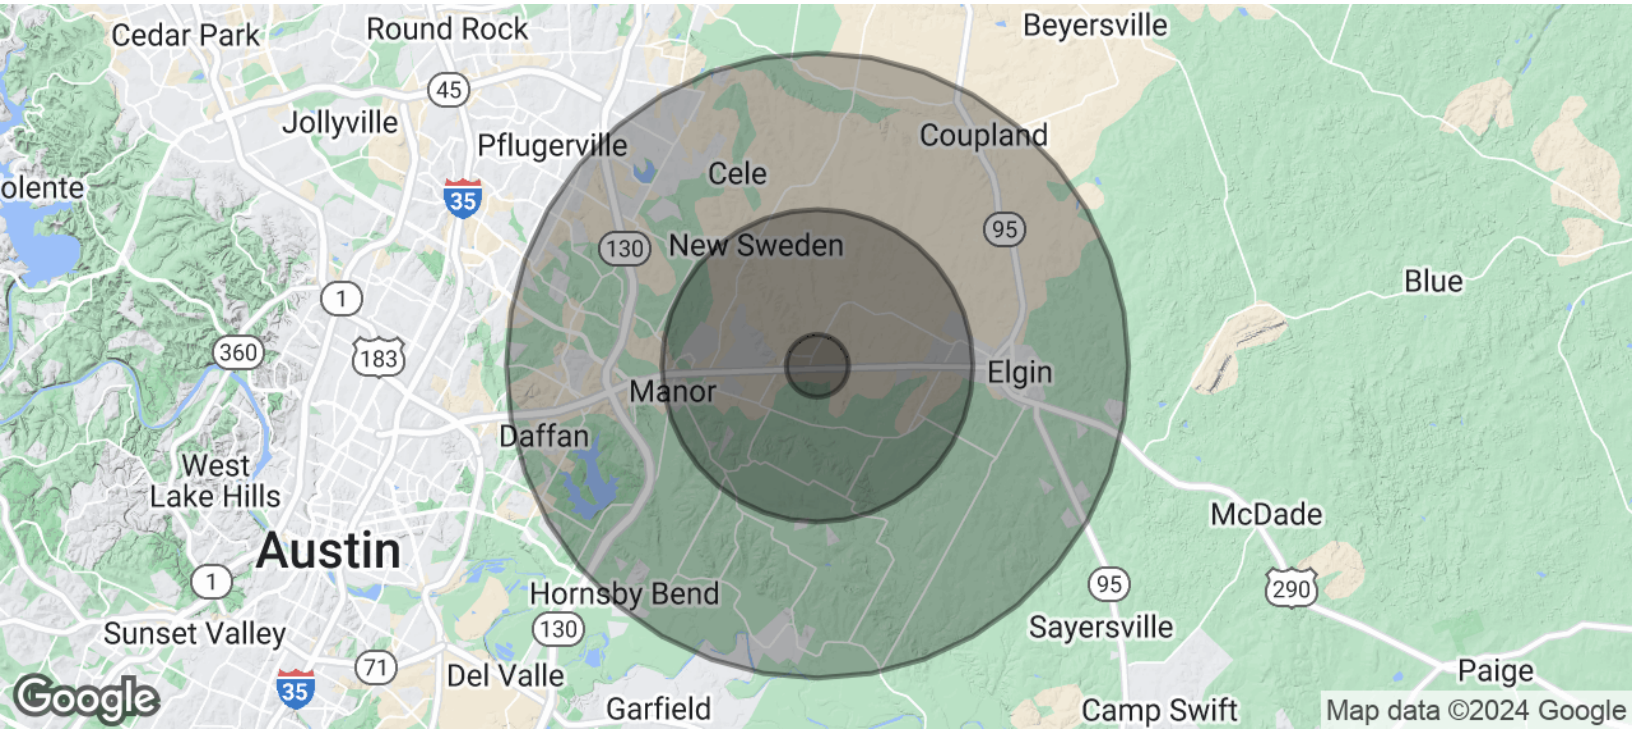 Beyersville
Round Rock
Cedar Park
45
Jollyville
Coupland
Pflugerville
Cele
olente
35
95
130
New Sweden
Blue
1
360
183
Elgin
Manor
Daffan
West
Lake Hills
McDade
Austin
1
95
290
Hornsby Bend
130
Sunset Valley
Sayersville
71
Del Valle
Paige
35
Google
Garfield
Camp Swift
Map data ©2024 Google